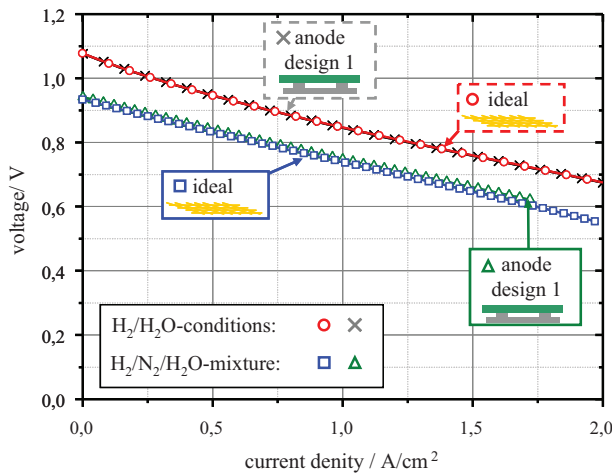 1,2
1,0
0,8
0,6
0,4
0,2
0,0
voltage/ V
anode
design 1
ideal
ideal
anode
design 1
H2/H2O-conditions:
H2/N2/H2O-mixture:
0,0
0,5
1,0
1,5
2,0
current denity / A/cm²